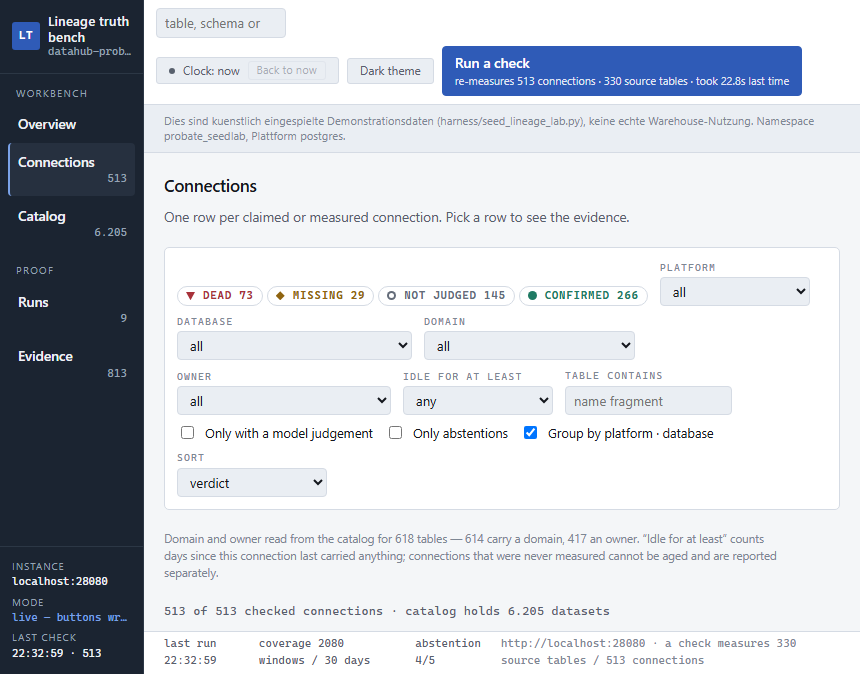 LT
Lineage truth
bench
datahub-prob…
WORKBENCH
Overview
Connections
513
Catalog
6.205
PROOF
Runs
9
Evidence
813
INSTANCE
localhost:28080
MODE
live — buttons wr…
LAST CHECK
22:32:59 · 513
table, schema or
Clock: now
Back to now
Dark theme
Run a check
re-measures 513 connections · 330 source tables · took 22.8s last time
Dies sind kuenstlich eingespielte Demonstrationsdaten (harness/seed_lineage_lab.py), keine echte Warehouse-Nutzung. Namespace
probate_seedlab, Plattform postgres.
Connections
One row per claimed or measured connection. Pick a row to see the evidence.
DEAD 73
MISSING 29
NOT JUDGED 145
CONFIRMED 266
PLATFORM
all
DATABASE
all
DOMAIN
all
OWNER
all
IDLE FOR AT LEAST
any
TABLE CONTAINS
name fragment
Only with a model judgement
Only abstentions
Group by platform · database
SORT
verdict
Domain and owner read from the catalog for 618 tables — 614 carry a domain, 417 an owner. “Idle for at least” counts
days since this connection last carried anything; connections that were never measured cannot be aged and are reported
separately.
513 of 513 checked connections · catalog holds 6.205 datasets
last run
22:32:59
coverage 2080
windows / 30 days
abstention
4/5
http://localhost:28080 · a check measures 330
source tables / 513 connections